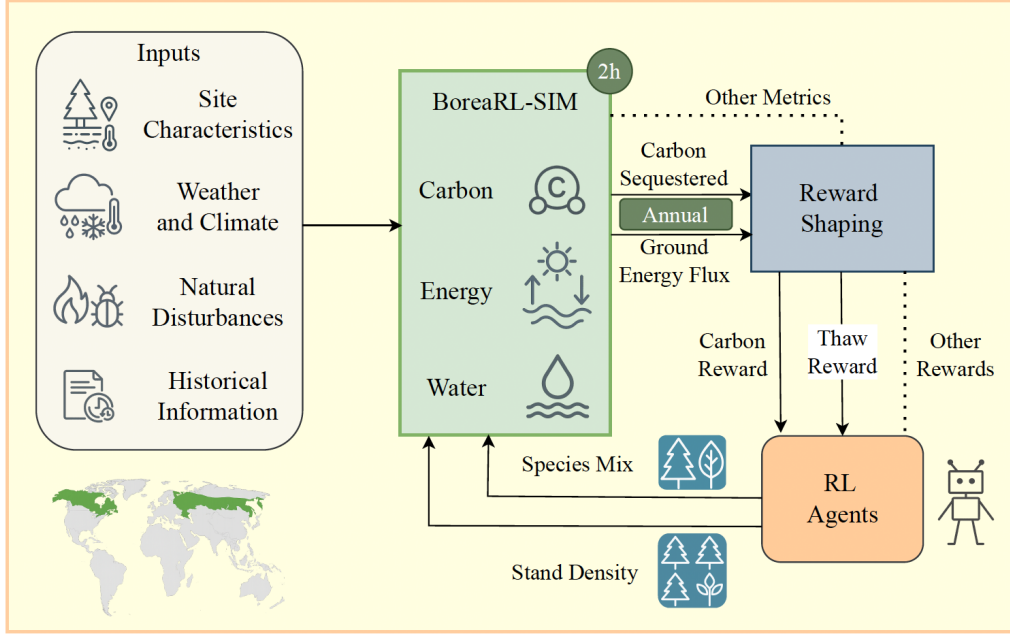 Inputs
Site
Characteristics
Weather
and Climate
Natural
Disturbances
Historical
Information
2h
BoreaRL-SIM
Carbon
C
Energy
Water
Other Metrics
Carbon
Sequestered
Annual
Ground
Energy Flux
Reward
Shaping
Carbon
Reward
Thaw
Reward
Other
Rewards
Species Mix
Stand Density
RL
Agents